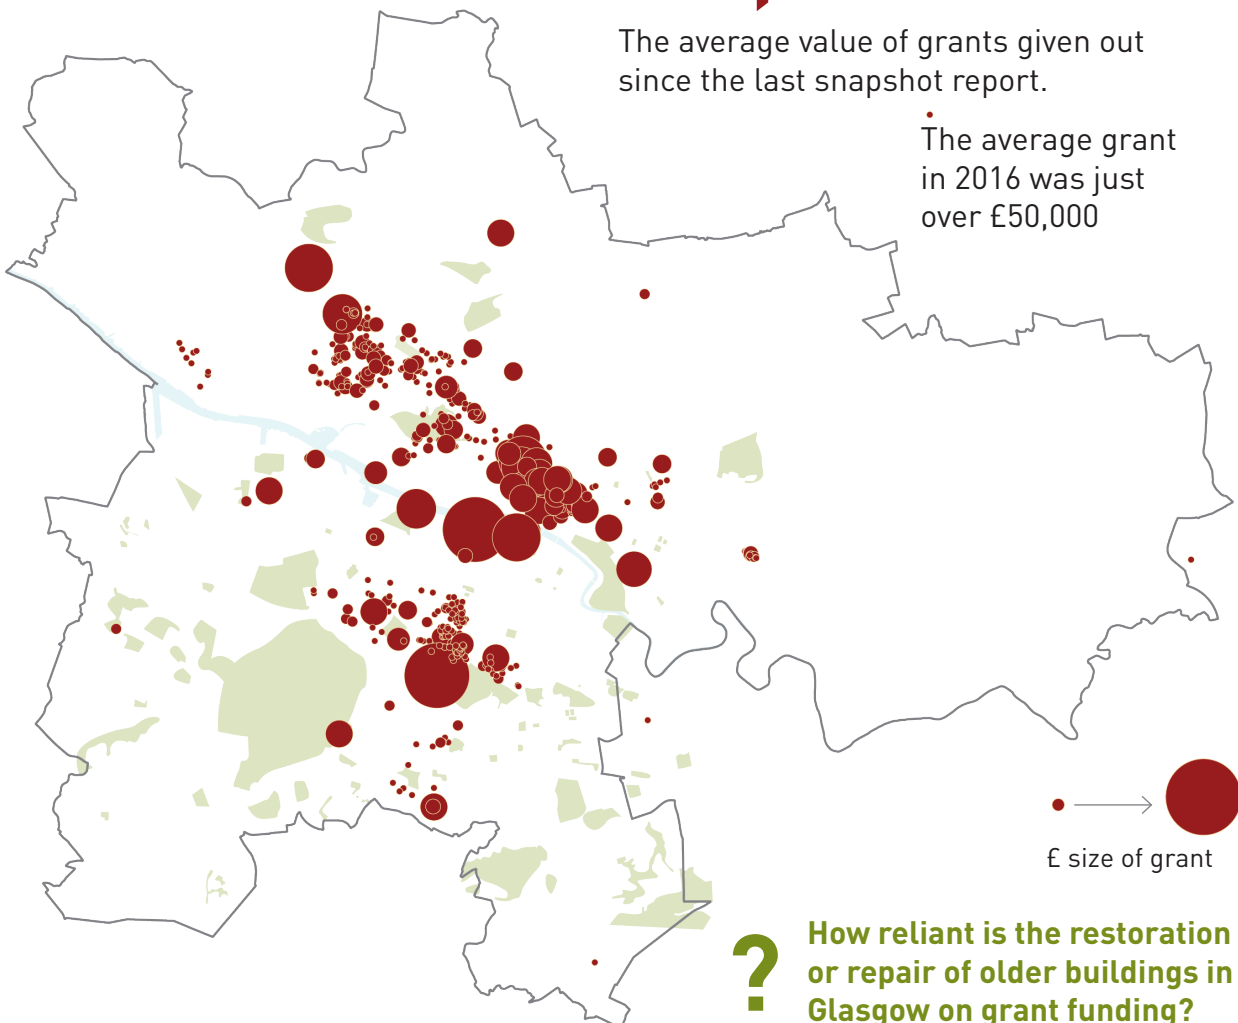 The average value of grants given out
since the last snapshot report.
The average grant
in 2016 was just
over £50,000
£ size of grant
?
How reliant is the restoration
or repair of older buildings in
Glasgow on grant funding?